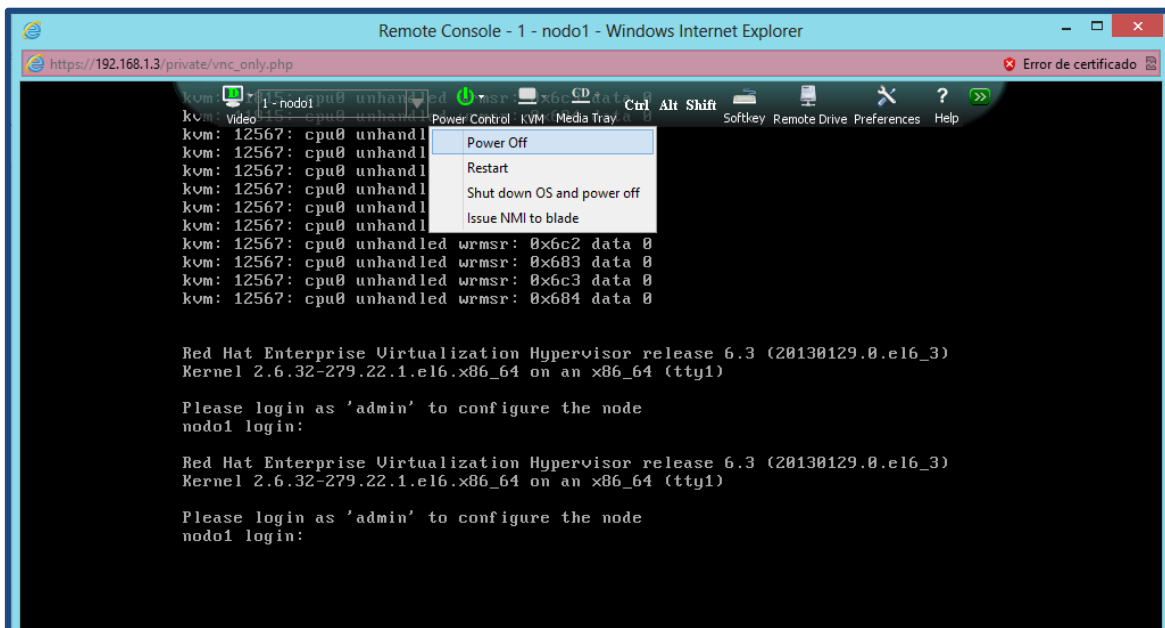 Remote Console - 1 - nodo1 - Windows Internet Explorer
https://192.168.1.3/private/vnc_only.php Error de certificado
1 - nodo1 Ctrl Alt Shift
Video Power Control KVM Media Tray Softkey Remote Drive Preferences ? Help
Power Off
Restart
Shut down OS and power off
Issue NMI to blade
kvm: 12567: cpu0 unhandl
kvm: 12567: cpu0 unhandl
kvm: 12567: cpu0 unhandl
kvm: 12567: cpu0 unhandl
kvm: 12567: cpu0 unhandl
kvm: 12567: cpu0 unhandl
kvm: 12567: cpu0 unhandled wrmsr: 0x6c2 data 0
kvm: 12567: cpu0 unhandled wrmsr: 0x683 data 0
kvm: 12567: cpu0 unhandled wrmsr: 0x6c3 data 0
kvm: 12567: cpu0 unhandled wrmsr: 0x684 data 0
Red Hat Enterprise Virtualization Hypervisor release 6.3 (20130129.0.el6_3)
Kernel 2.6.32-279.22.1.el6.x86_64 on an x86_64 (tty1)
Please login as 'admin' to configure the node
nodo1 login:
Red Hat Enterprise Virtualization Hypervisor release 6.3 (20130129.0.el6_3)
Kernel 2.6.32-279.22.1.el6.x86_64 on an x86_64 (tty1)
Please login as 'admin' to configure the node
nodo1 login: